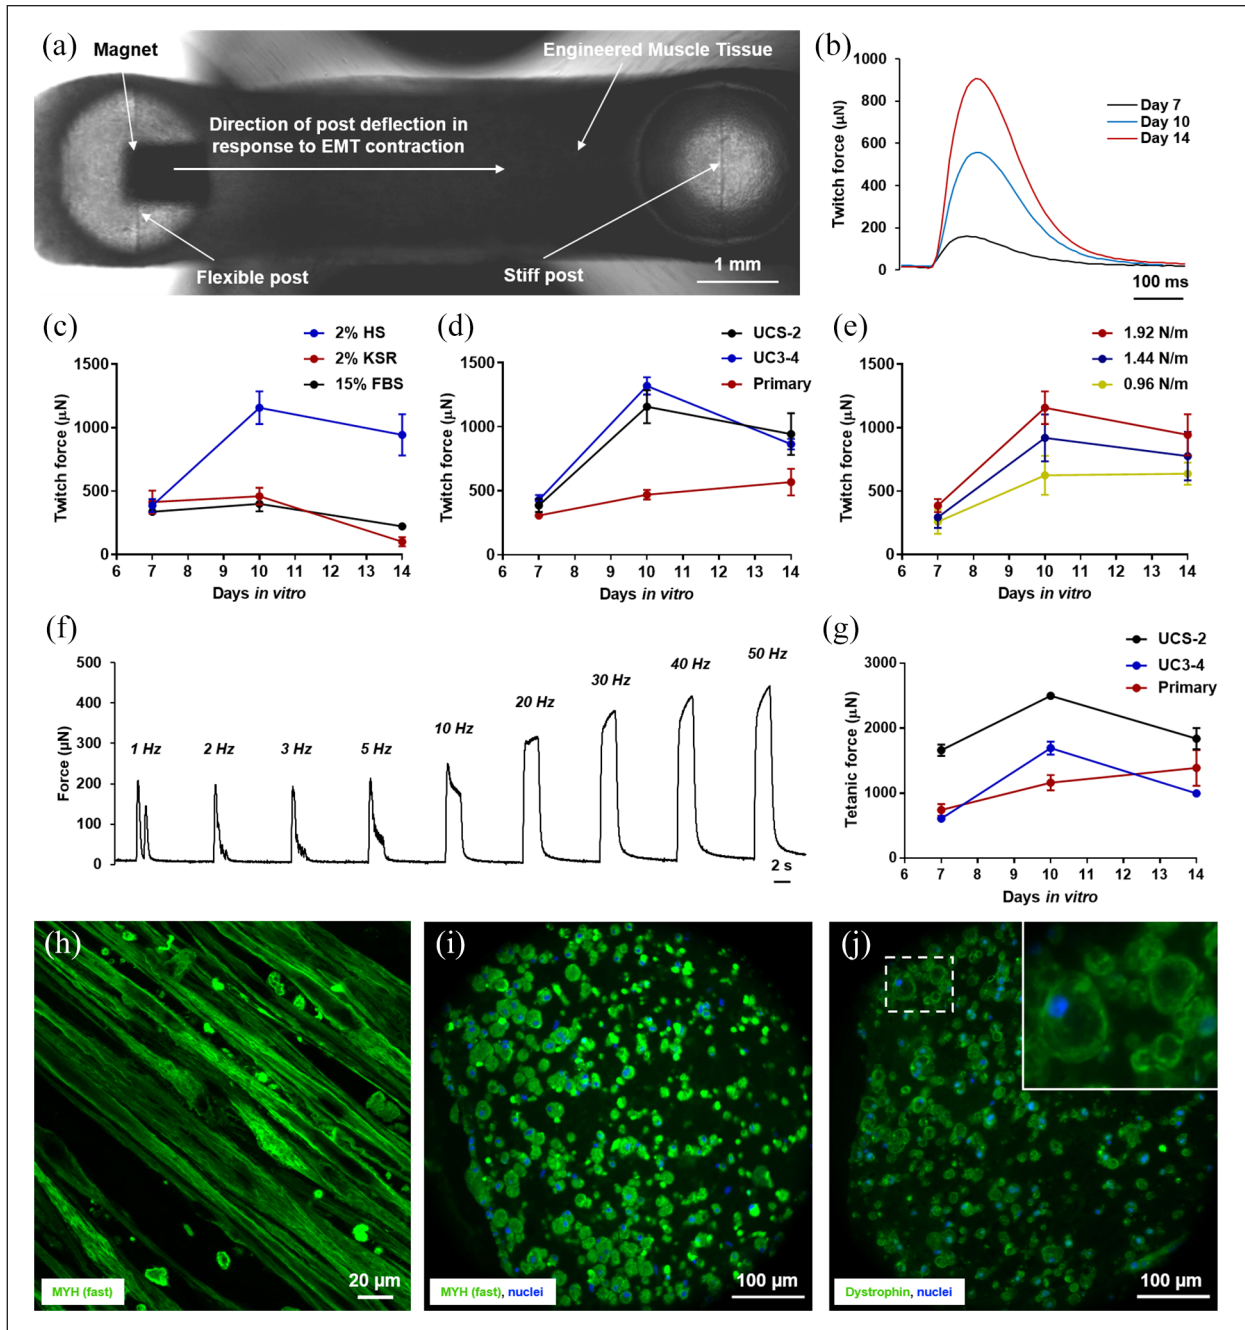 (a)
Magnet
Engineered Muscle Tissue
Direction of post deflection in
response to EMT contraction
Flexible post
Stiff post
1 mm
(b)
Twitch force (µN)
1000
800
600
400
200
0
Day 7
Day 10
Day 14
100 ms
(c)
2% HS
2% KSR
15% FBS
Twitch force (µN)
1500
1000
500
0
6 7 8 9 10 11 12 13 14
Days in vitro
(d)
UCS-2
UC3-4
Primary
Twitch force (µN)
1500
1000
500
0
6 7 8 9 10 11 12 13 14
Days in vitro
(e)
1.92 N/m
1.44 N/m
0.96 N/m
Twitch force (µN)
1500
1000
500
0
6 7 8 9 10 11 12 13 14
Days in vitro
(f)
Force (µN)
500
400
300
200
100
0
1 Hz
2 Hz
3 Hz
5 Hz
10 Hz
20 Hz
30 Hz
40 Hz
50 Hz
2 s
(g)
UCS-2
UC3-4
Primary
Tetanic force (µN)
3000
2000
1000
0
6 7 8 9 10 11 12 13 14
Days in vitro
(h)
MYH (fast)
20 µm
(i)
MYH (fast), nuclei
100 µm
(j)
Dystrophin, nuclei
100 µm